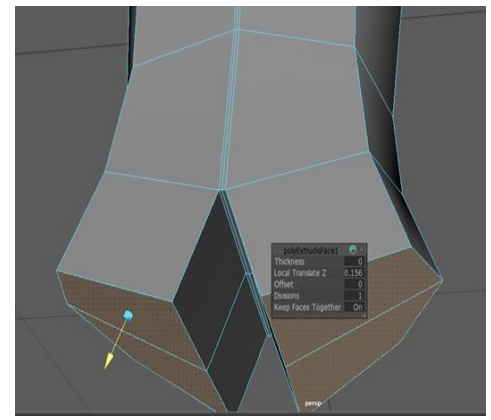 polyExtrudeFace1
Thickness 0
Local Translate Z 0.156
Offset 0
Divisions 1
Keep Faces Together On
persp